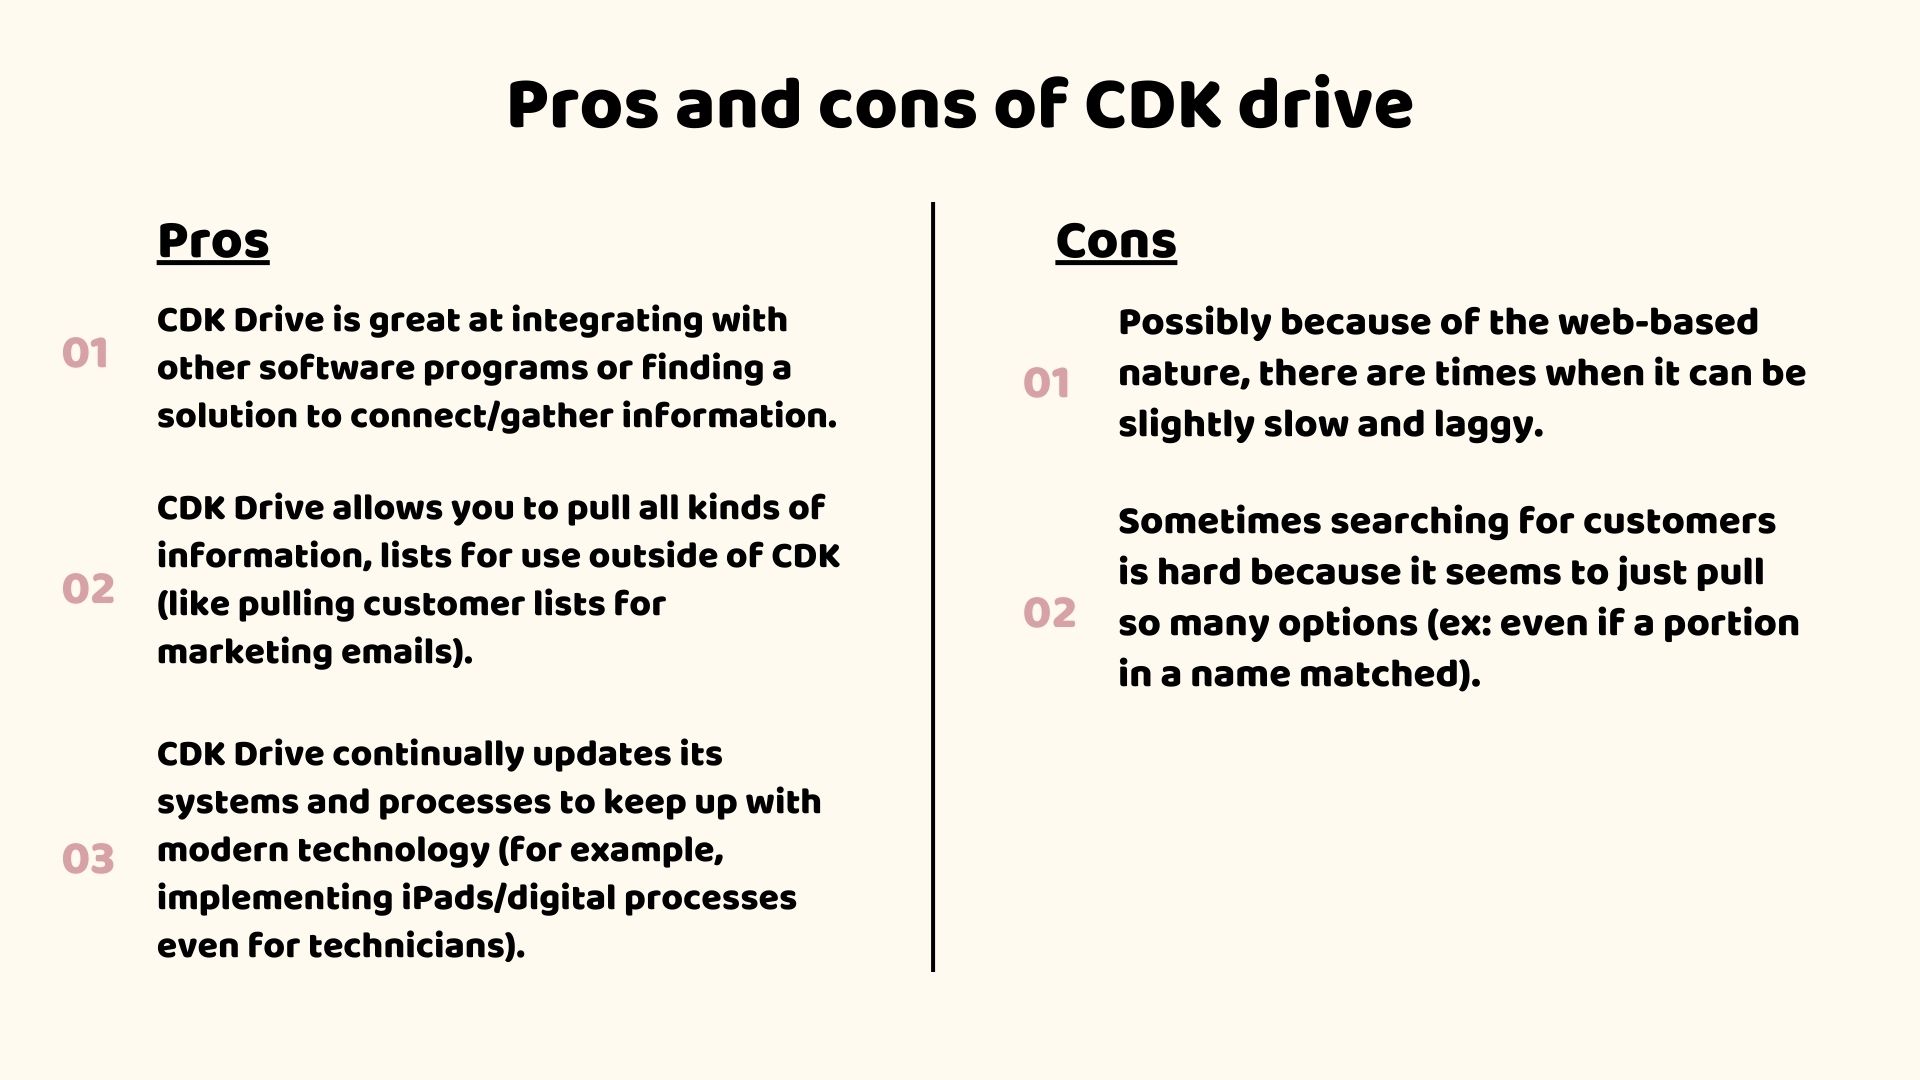 Pros and cons of CDK drive
Pros
01
CDK Drive is great at integrating with
other software programs or finding a
solution to connect/gather information.
02
CDK Drive allows you to pull all kinds of
information, lists for use outside of CDK
(like pulling customer lists for
marketing emails).
03
CDK Drive continually updates its
systems and processes to keep up with
modern technology (for example,
implementing iPads/digital processes
even for technicians).
Cons
01
Possibly because of the web-based
nature, there are times when it can be
slightly slow and laggy.
02
Sometimes searching for customers
is hard because it seems to just pull
so many options (ex: even if a portion
in a name matched).